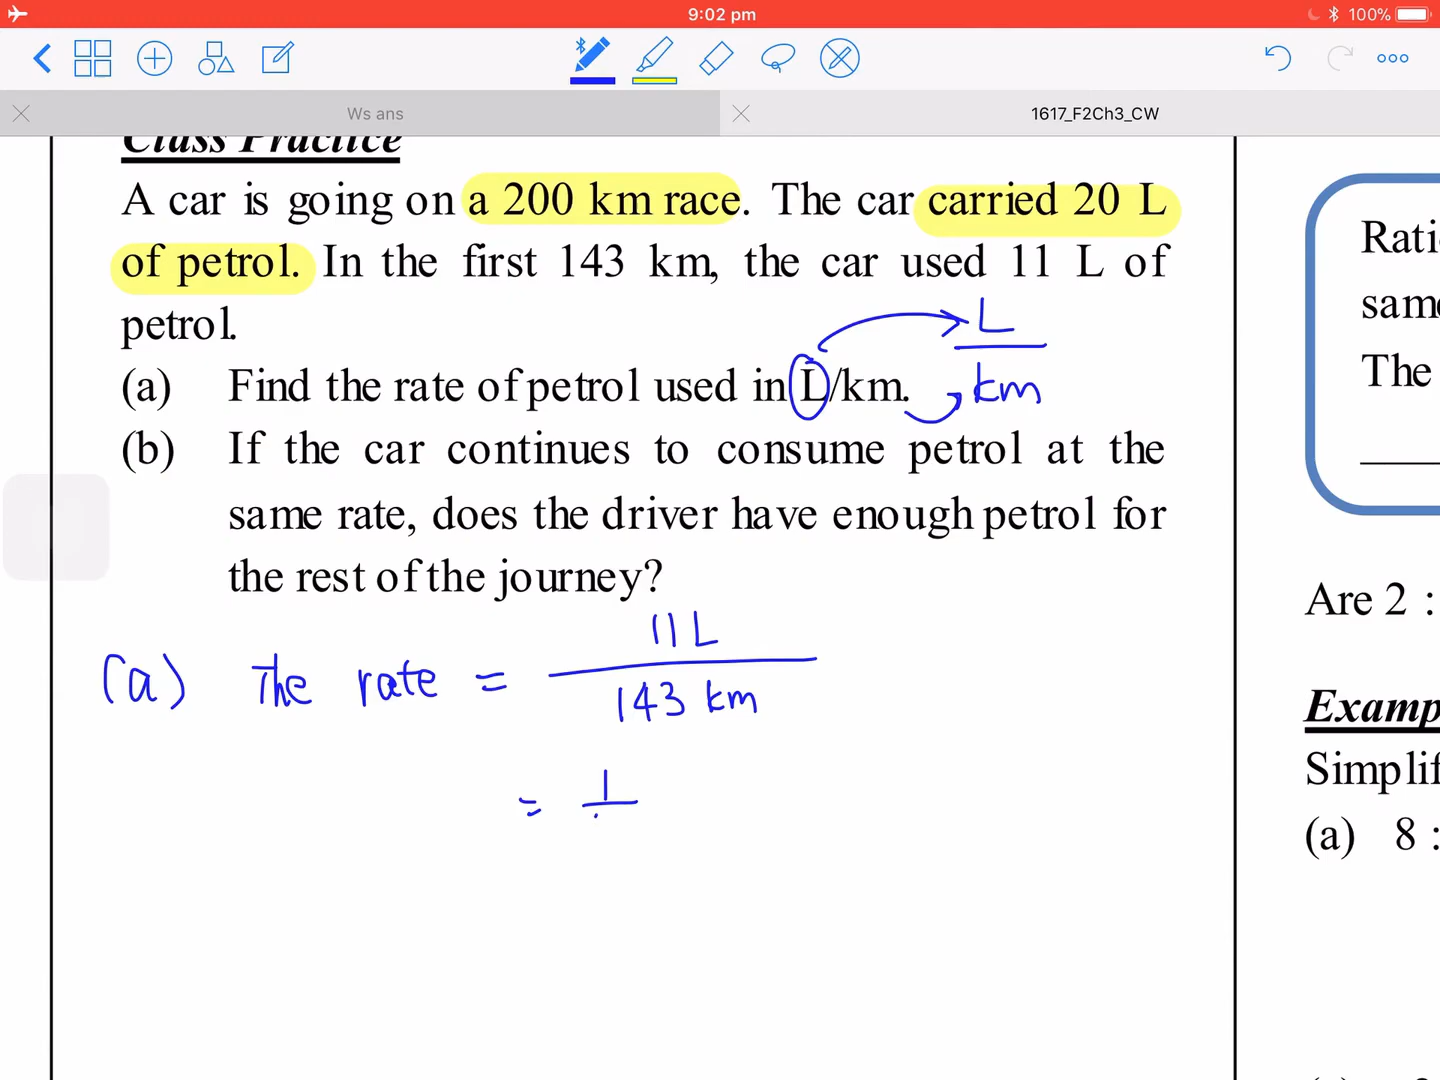 9:02 pm
100%
Ws ans
1617_F2Ch3_CW
Class Practice
A car is going on a 200 km race. The car carried 20 L
of petrol. In the first 143 km, the car used 11 L of
petrol.
(a) Find the rate of petrol used in L/km.
L
km
(b) If the car continues to consume petrol at the
same rate, does the driver have enough petrol for
the rest of the journey?
(a) The rate = 11 L
143 km
= 1
Rati
same
The
Are 2 :
Examp
Simplif
(a) 8 :